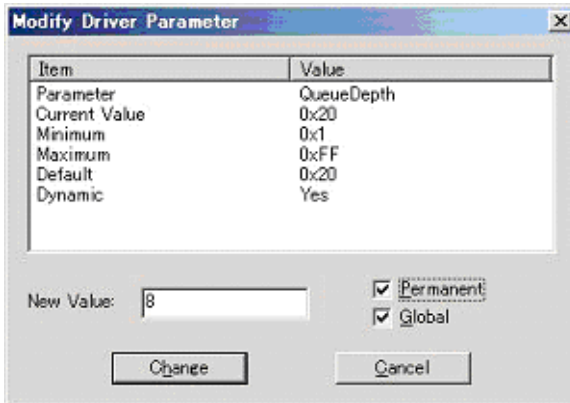 Modify Driver Parameter
Item Value
Parameter QueueDepth
Current Value 0x20
Minimum 0x1
Maximum 0xFF
Default 0x20
Dynamic Yes
New Value: 8
Permanent
Global
Change Cancel